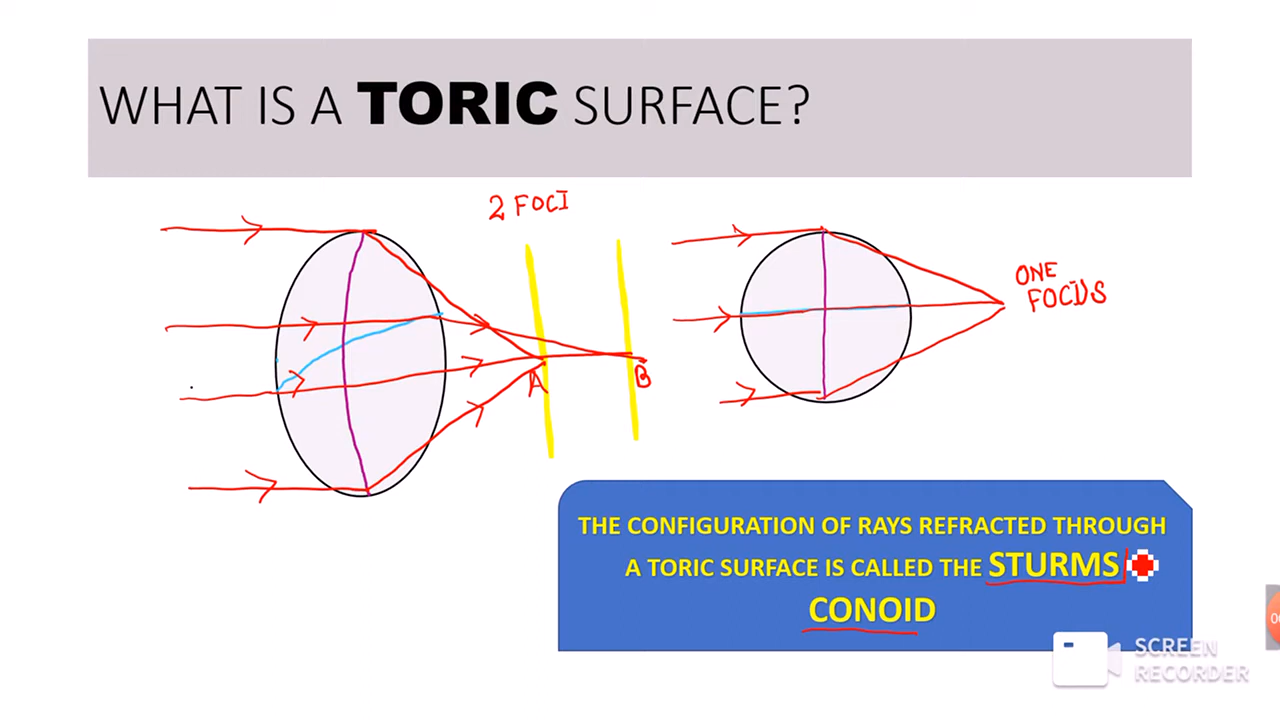 WHAT IS A TORIC SURFACE?
2 FOCI
ONE
FOCUS
A
B
THE CONFIGURATION OF RAYS REFRACTED THROUGH
A TORIC SURFACE IS CALLED THE STURMS
CONOID
SCREEN
RECORDER